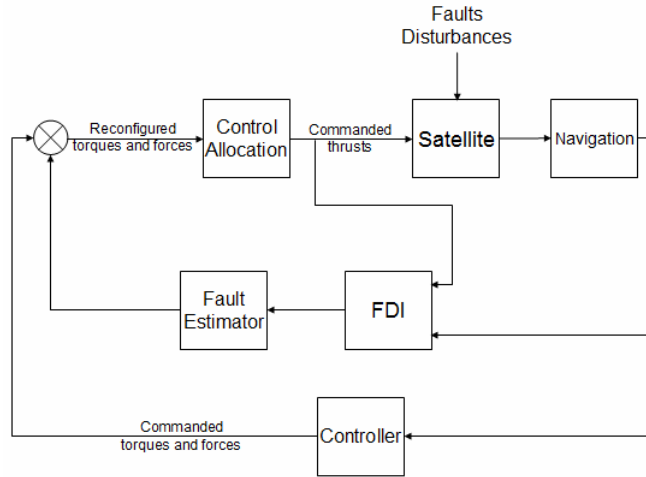 Faults
Disturbances
Reconfigured
torques and forces
Control
Allocation
Commanded
thrusts
Satellite
Navigation
Fault
Estimator
FDI
Commanded
torques and forces
Controller